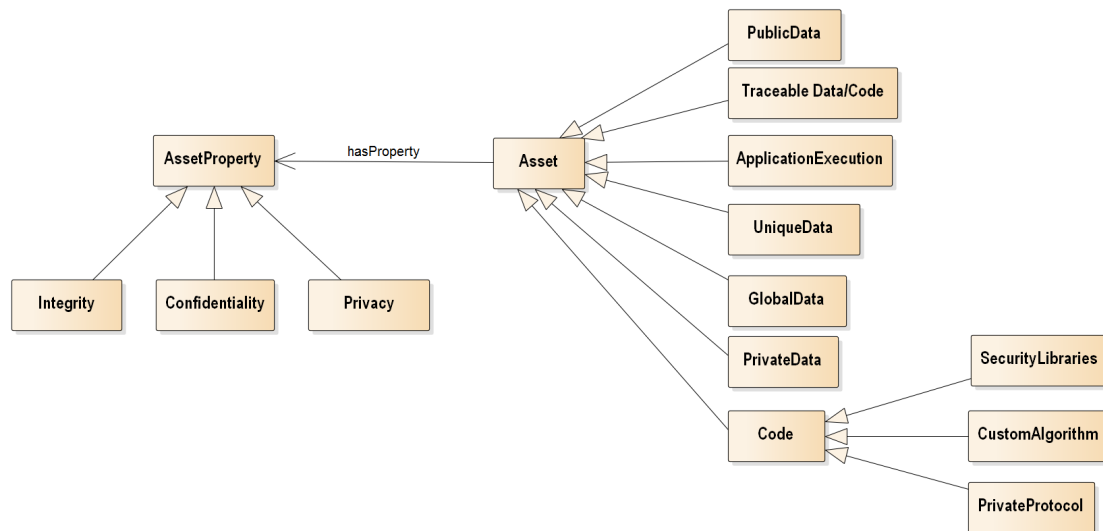 PublicData
Traceable Data/Code
AssetProperty
hasProperty
Asset
ApplicationExecution
UniqueData
Integrity
Confidentiality
Privacy
GlobalData
PrivateData
SecurityLibraries
Code
CustomAlgorithm
PrivateProtocol